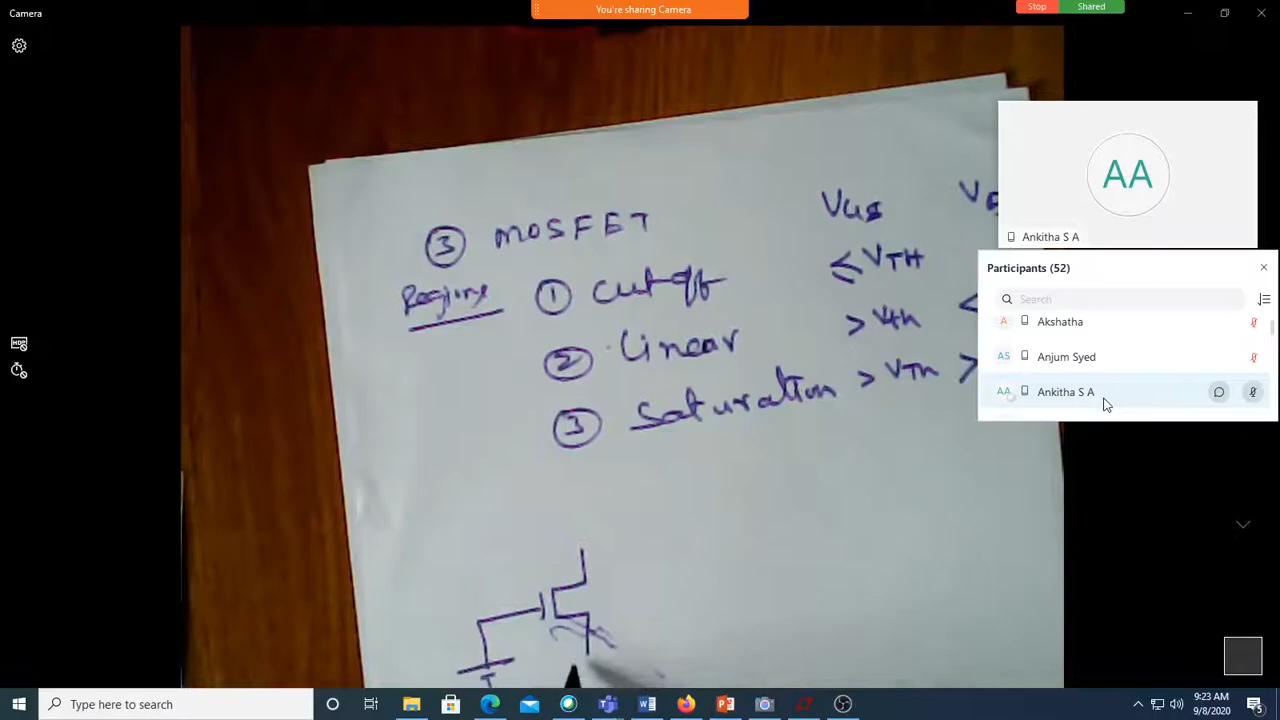 Camera
You're sharing Camera
Stop
Shared
AA
Ankitha S A
Participants (52)
Search
A Akshatha
AS Anjum Syed
AA Ankitha S A
③ MOSFET VGS
Regions ① Cutoff ≤ VTH
② Linear > Vth <
③ Saturation > VTh >
Type here to search
9:23 AM
9/8/2020